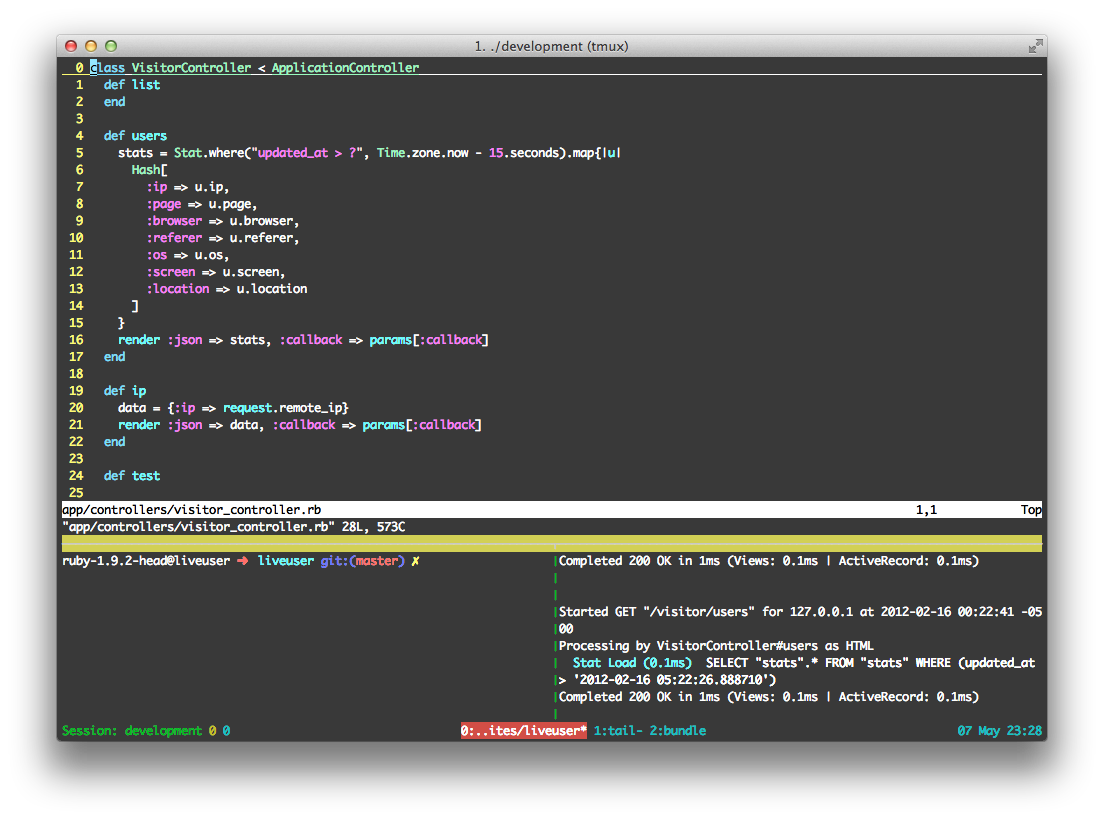 1. ./development (tmux)
0 class VisitorController < ApplicationController
1 def list
2 end
3
4 def users
5 stats = Stat.where("updated_at > ?", Time.zone.now - 15.seconds).map{|u|
6 Hash[
7 :ip => u.ip,
8 :page => u.page,
9 :browser => u.browser,
10 :referer => u.referer,
11 :os => u.os,
12 :screen => u.screen,
13 :location => u.location
14 ]
15 }
16 render :json => stats, :callback => params[:callback]
17 end
18
19 def ip
20 data = {:ip => request.remote_ip}
21 render :json => data, :callback => params[:callback]
22 end
23
24 def test
25
app/controllers/visitor_controller.rb 1,1 Top
"app/controllers/visitor_controller.rb" 28L, 573C
ruby-1.9.2-head@liveuser ➜ liveuser git:(master) ✗
Completed 200 OK in 1ms (Views: 0.1ms | ActiveRecord: 0.1ms)
Started GET "/visitor/users" for 127.0.0.1 at 2012-02-16 00:22:41 -05
00
Processing by VisitorController#users as HTML
Stat Load (0.1ms) SELECT "stats".* FROM "stats" WHERE (updated_at
> '2012-02-16 05:22:26.888710')
Completed 200 OK in 1ms (Views: 0.1ms | ActiveRecord: 0.1ms)
Session: development 0 0 0:..ites/liveuser* 1:tail- 2:bundle 07 May 23:28